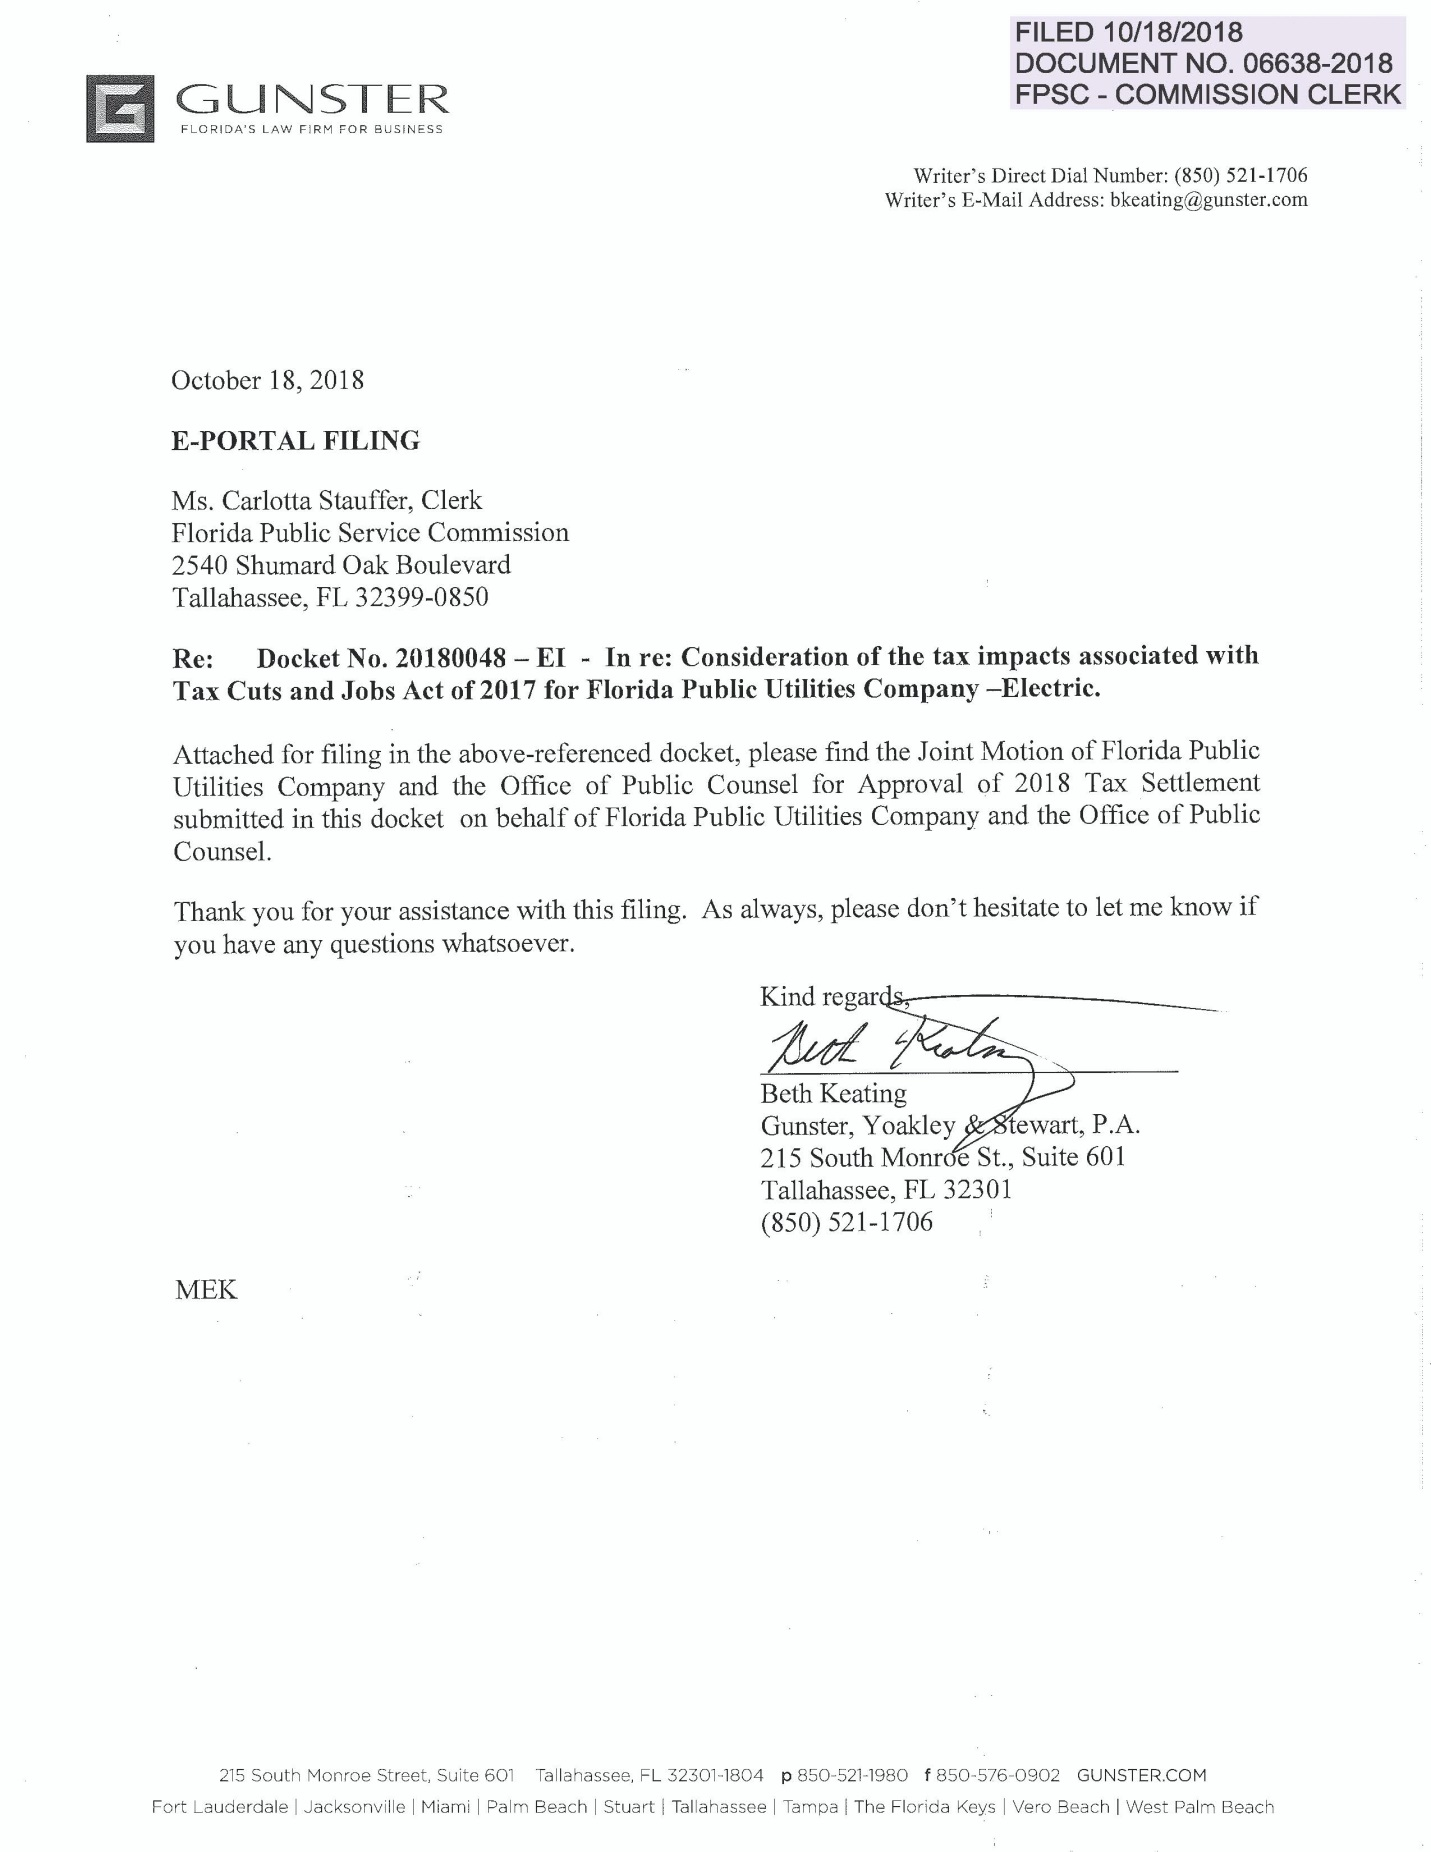 FILED 10/18/2018
DOCUMENT NO. 06638-2018
FPSC - COMMISSION CLERK
GUNSTER
FLORIDA'S LAW FIRM FOR BUSINESS
Writer's Direct Dial Number: (850) 521-1706
Writer's E-Mail Address: bkeating@gunster.com
October 18, 2018
E-PORTAL FILING
Ms. Carlotta Stauffer, Clerk
Florida Public Service Commission
2540 Shumard Oak Boulevard
Tallahassee, FL 32399-0850
Re: Docket No. 20180048 – EI - In re: Consideration of the tax impacts associated with
Tax Cuts and Jobs Act of 2017 for Florida Public Utilities Company –Electric.
Attached for filing in the above-referenced docket, please find the Joint Motion of Florida Public
Utilities Company and the Office of Public Counsel for Approval of 2018 Tax Settlement
submitted in this docket on behalf of Florida Public Utilities Company and the Office of Public
Counsel.
Thank you for your assistance with this filing. As always, please don't hesitate to let me know if
you have any questions whatsoever.
Kind regards,
Beth Keating
Beth Keating
Gunster, Yoakley & Stewart, P.A.
215 South Monroe St., Suite 601
Tallahassee, FL 32301
(850) 521-1706
MEK
215 South Monroe Street, Suite 601 Tallahassee, FL 32301-1804 p 850-521-1980 f 850-576-0902 GUNSTER.COM
Fort Lauderdale | Jacksonville | Miami | Palm Beach | Stuart | Tallahassee | Tampa | The Florida Keys | Vero Beach | West Palm Beach